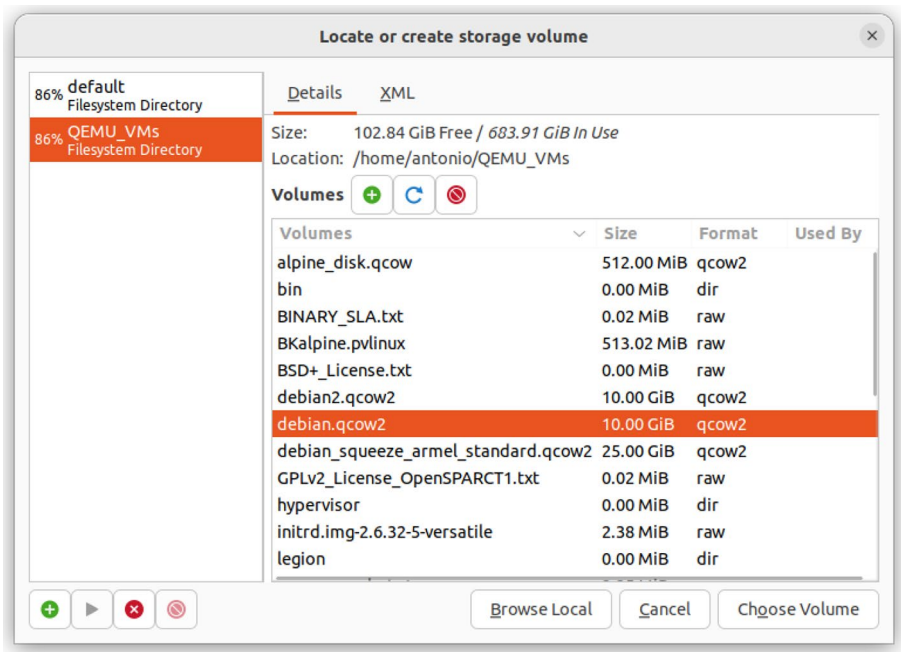 Locate or create storage volume
86% default
Filesystem Directory
86% QEMU_VMs
Filesystem Directory
Details XML
Size: 102.84 GiB Free / 683.91 GiB In Use
Location: /home/antonio/QEMU_VMs
Volumes
Volumes Size Format Used By
alpine_disk.qcow 512.00 MiB qcow2
bin 0.00 MiB dir
BINARY_SLA.txt 0.02 MiB raw
BKalpine.pvlinux 513.02 MiB raw
BSD+_License.txt 0.00 MiB raw
debian2.qcow2 10.00 GiB qcow2
debian.qcow2 10.00 GiB qcow2
debian_squeeze_armel_standard.qcow2 25.00 GiB qcow2
GPLv2_License_OpenSPARCT1.txt 0.02 MiB raw
hypervisor 0.00 MiB dir
initrd.img-2.6.32-5-versatile 2.38 MiB raw
legion 0.00 MiB dir
Browse Local Cancel Choose Volume